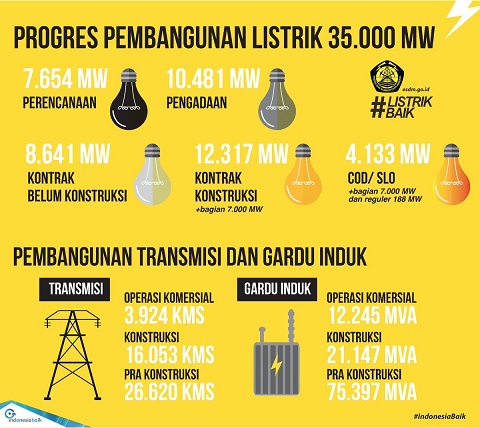 PROGRES PEMBANGUNAN LISTRIK 35.000 MW
7.654 MW
PERENCANAAN
10.481 MW
PENGADAAN
esdm.go.id
#LISTRIK
BAIK
8.641 MW
KONTRAK
BELUM KONSTRUKSI
12.317 MW
KONTRAK
KONSTRUKSI
+bagian 7.000 MW
4.133 MW
COD/ SLO
+bagian 7.000 MW
dan reguler 188 MW
PEMBANGUNAN TRANSMISI DAN GARDU INDUK
TRANSMISI
OPERASI KOMERSIAL
3.924 KMS
KONSTRUKSI
16.053 KMS
PRA KONSTRUKSI
26.620 KMS
GARDU INDUK
OPERASI KOMERSIAL
12.245 MVA
KONSTRUKSI
21.147 MVA
PRA KONSTRUKSI
75.397 MVA
indonesiabaik
#IndonesiaBaik